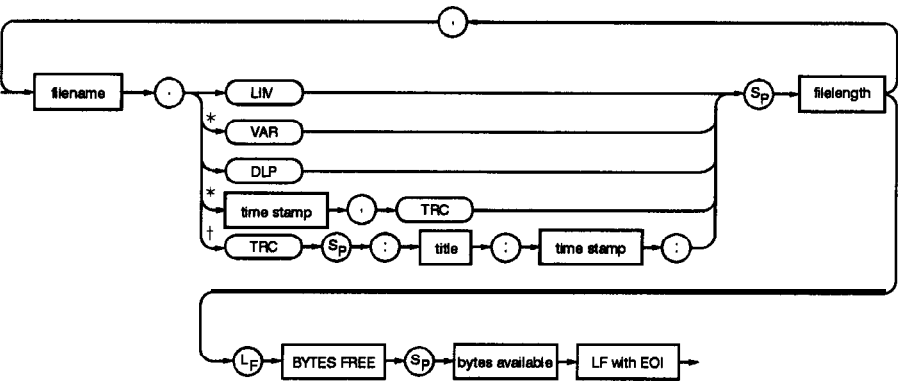 ,
filename . LIM SP filelength
* VAR
DLP
* time stamp , TRC
† TRC SP : title : time stamp :
LF BYTES FREE SP bytes available LF with EOI